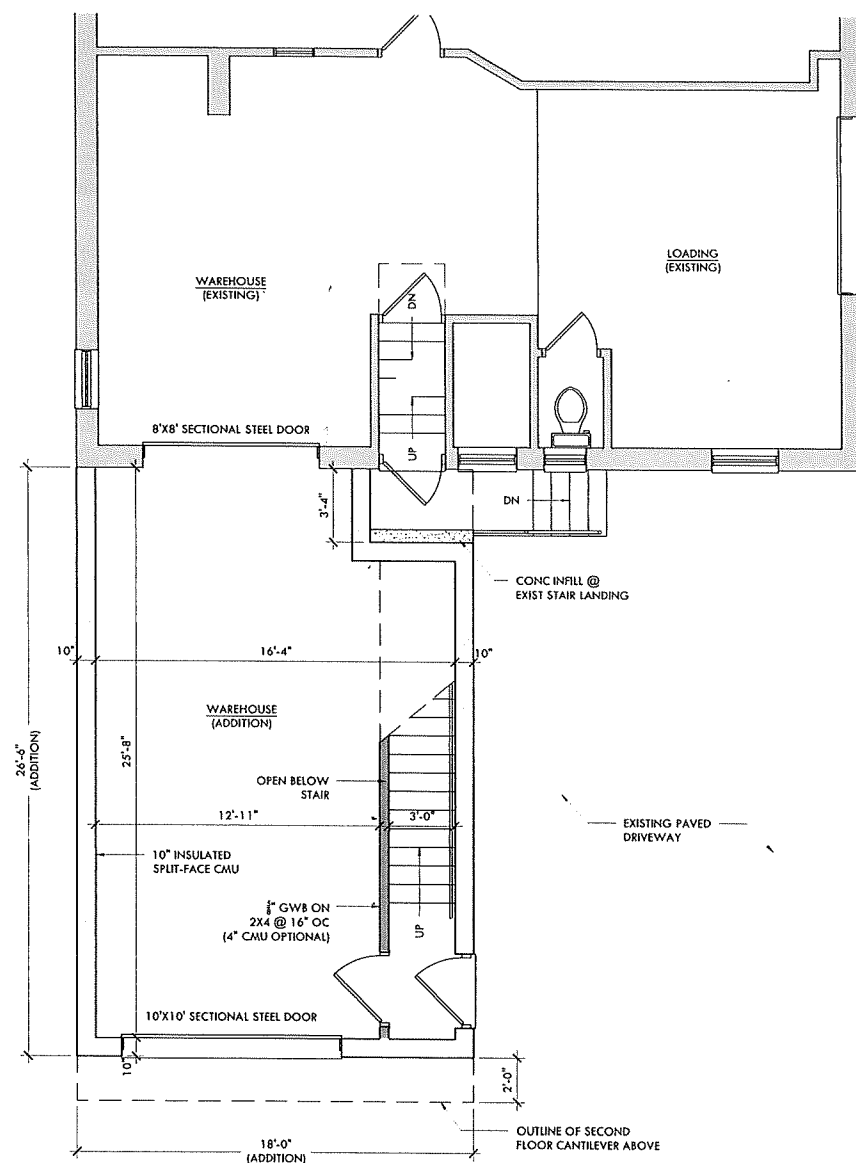 WAREHOUSE
(EXISTING)
LOADING
(EXISTING)
DN
UP
8'X8' SECTIONAL STEEL DOOR
3'-4"
DN
CONC INFILL @
EXIST STAIR LANDING
10"
16'-4"
10"
WAREHOUSE
(ADDITION)
26'-6"
(ADDITION)
25'-8"
OPEN BELOW
STAIR
12'-11"
3'-0"
EXISTING PAVED
DRIVEWAY
10" INSULATED
SPLIT-FACE CMU
GWB ON
2X4 @ 16" OC
(4" CMU OPTIONAL)
UP
10'X10' SECTIONAL STEEL DOOR
10"
2'-0"
OUTLINE OF SECOND
FLOOR CANTILEVER ABOVE
18'-0"
(ADDITION)